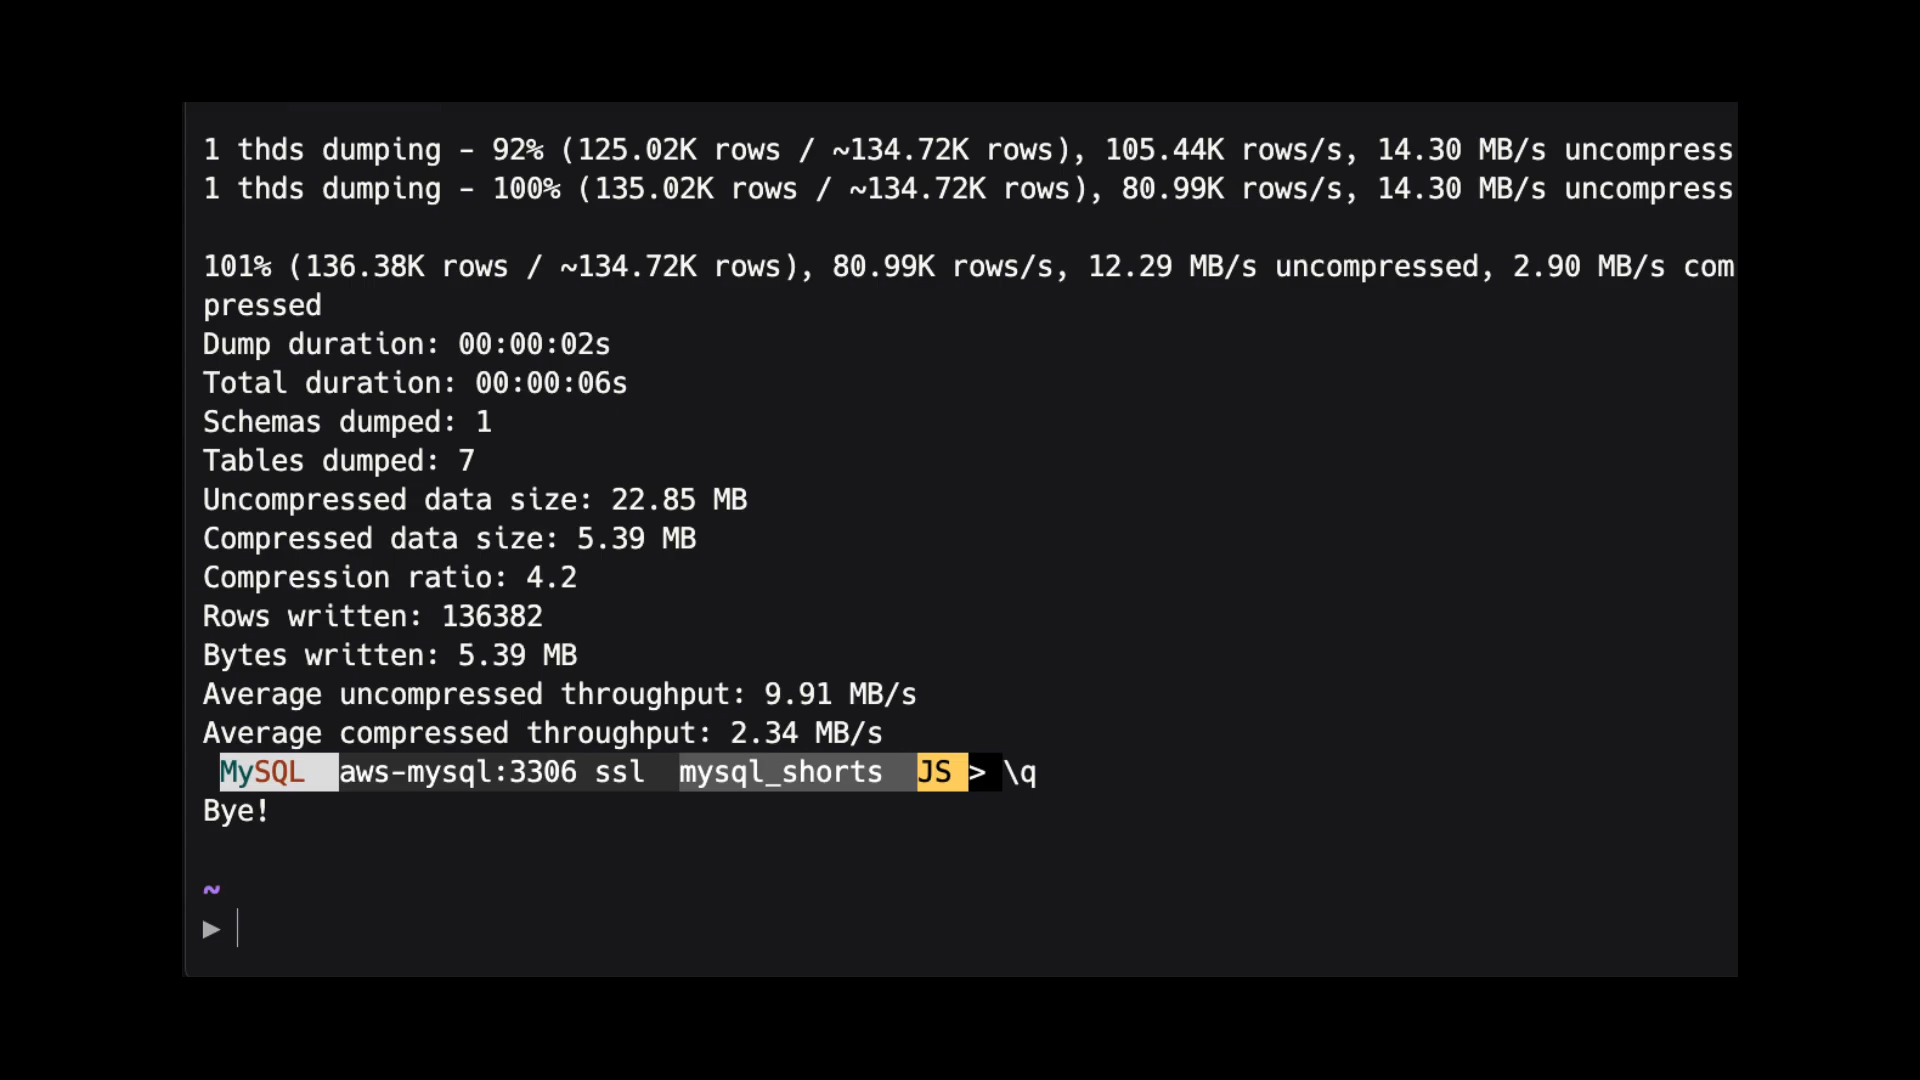 1 thds dumping - 92% (125.02K rows / ~134.72K rows), 105.44K rows/s, 14.30 MB/s uncompress
1 thds dumping - 100% (135.02K rows / ~134.72K rows), 80.99K rows/s, 14.30 MB/s uncompress
101% (136.38K rows / ~134.72K rows), 80.99K rows/s, 12.29 MB/s uncompressed, 2.90 MB/s com
pressed
Dump duration: 00:00:02s
Total duration: 00:00:06s
Schemas dumped: 1
Tables dumped: 7
Uncompressed data size: 22.85 MB
Compressed data size: 5.39 MB
Compression ratio: 4.2
Rows written: 136382
Bytes written: 5.39 MB
Average uncompressed throughput: 9.91 MB/s
Average compressed throughput: 2.34 MB/s
MySQL aws-mysql:3306 ssl mysql_shorts JS > \q
Bye!
~
▶